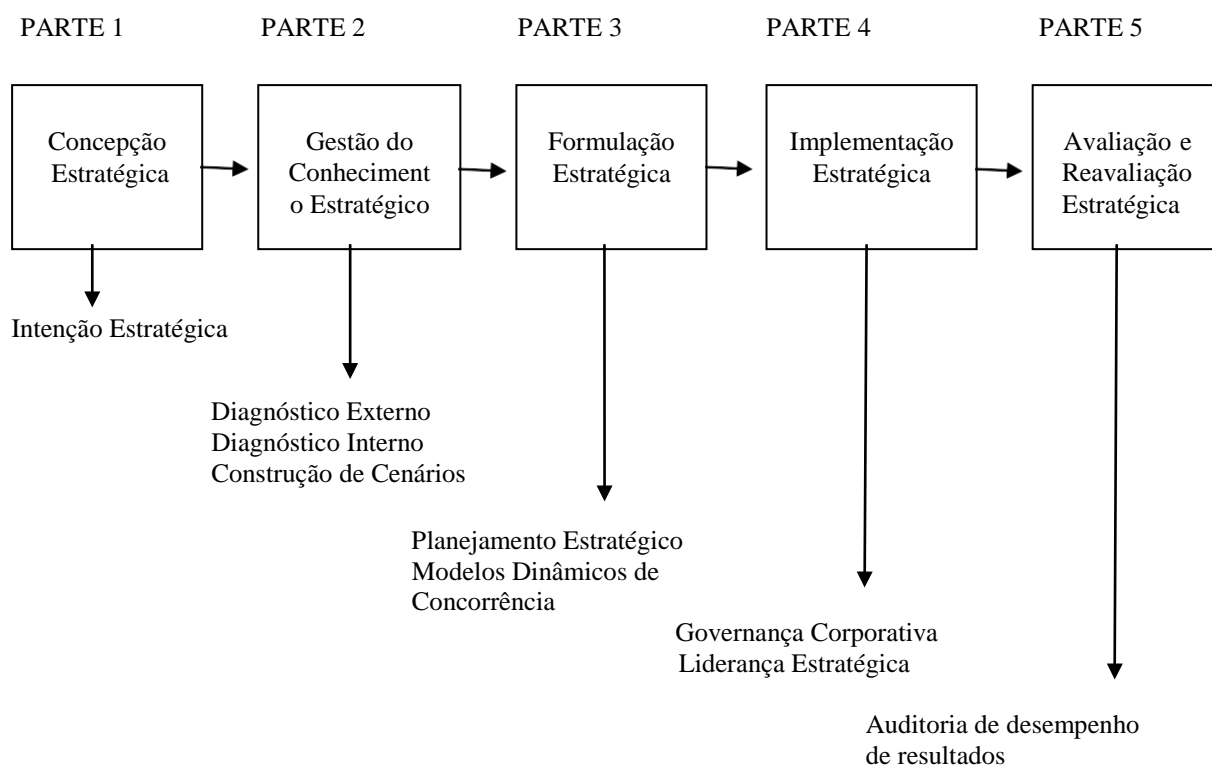 PARTE 1
PARTE 2
PARTE 3
PARTE 4
PARTE 5
Concepção
Estratégica
Gestão do
Conheciment
o Estratégico
Formulação
Estratégica
Implementação
Estratégica
Avaliação e
Reavaliação
Estratégica
Intenção Estratégica
Diagnóstico Externo
Diagnóstico Interno
Construção de Cenários
Planejamento Estratégico
Modelos Dinâmicos de
Concorrência
Governança Corporativa
Liderança Estratégica
Auditoria de desempenho
de resultados